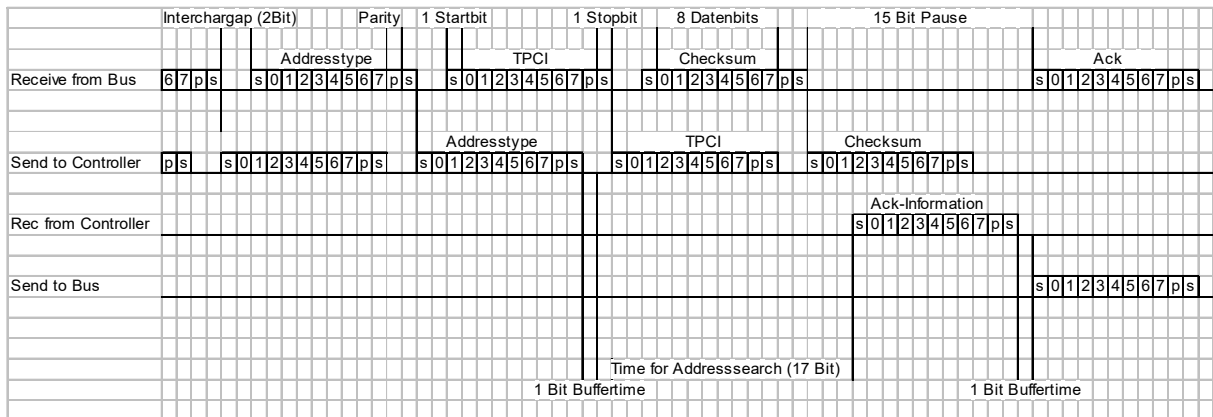 Interchargap (2Bit) Parity 1 Startbit 1 Stopbit 8 Datenbits 15 Bit Pause
Addresstype TPCI Checksum Ack
Receive from Bus 6 7 p s s 0 1 2 3 4 5 6 7 p s s 0 1 2 3 4 5 6 7 p s s 0 1 2 3 4 5 6 7 p s s 0 1 2 3 4 5 6 7 p s
Addresstype TPCI Checksum
Send to Controller p s s 0 1 2 3 4 5 6 7 p s s 0 1 2 3 4 5 6 7 p s s 0 1 2 3 4 5 6 7 p s s 0 1 2 3 4 5 6 7 p s
Ack-Information
Rec from Controller s 0 1 2 3 4 5 6 7 p s
Send to Bus s 0 1 2 3 4 5 6 7 p s
Time for Addresssearch (17 Bit)
1 Bit Buffertime 1 Bit Buffertime